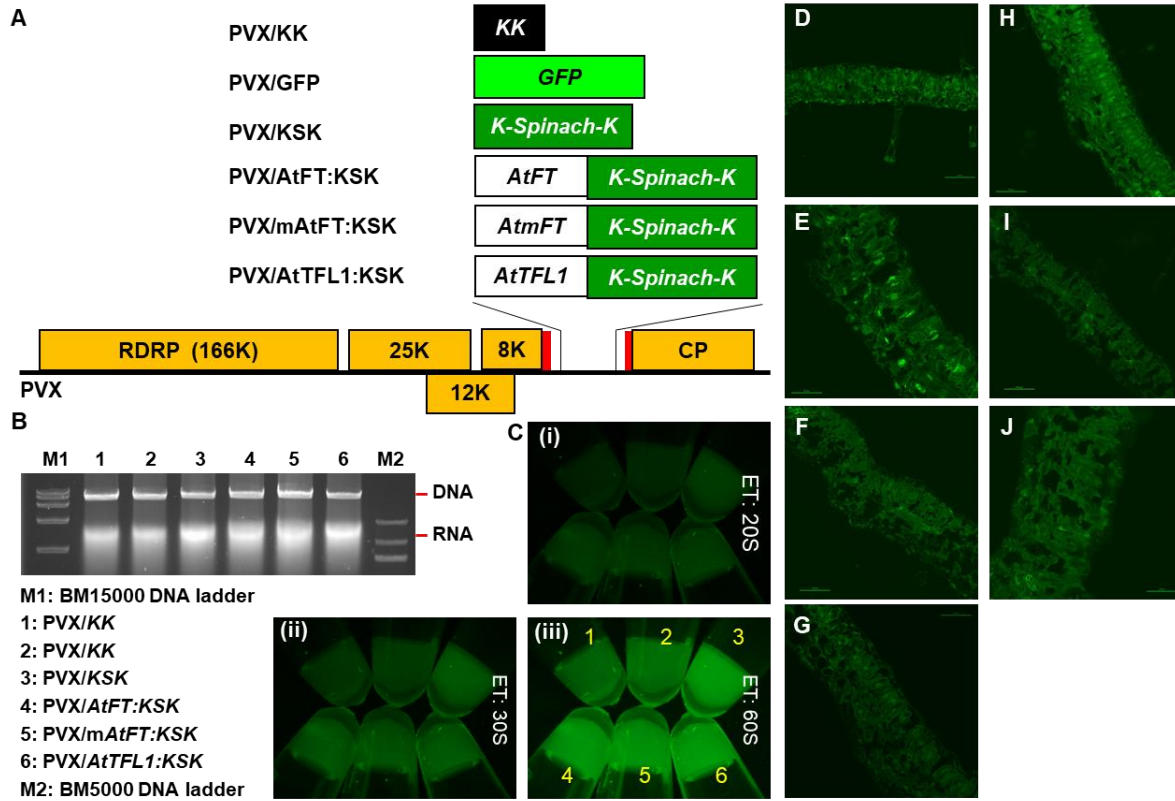 A
PVX/KK
KK
PVX/GFP
GFP
PVX/KSK
K-Spinach-K
PVX/AtFT:KSK
AtFT
K-Spinach-K
PVX/mAtFT:KSK
AtmFT
K-Spinach-K
PVX/AtTFL1:KSK
AtTFL1
K-Spinach-K
RDRP (166K)
25K
8K
CP
PVX
12K
B
M1 1 2 3 4 5 6 M2
DNA
RNA
M1: BM15000 DNA ladder
1: PVX/KK
2: PVX/KK
3: PVX/KSK
4: PVX/AtFT:KSK
5: PVX/mAtFT:KSK
6: PVX/AtTFL1:KSK
M2: BM5000 DNA ladder
C
(i)
ET: 20S
(ii)
ET: 30S
(iii)
1 2 3
ET: 60S
4 5 6
D
E
F
G
H
I
J